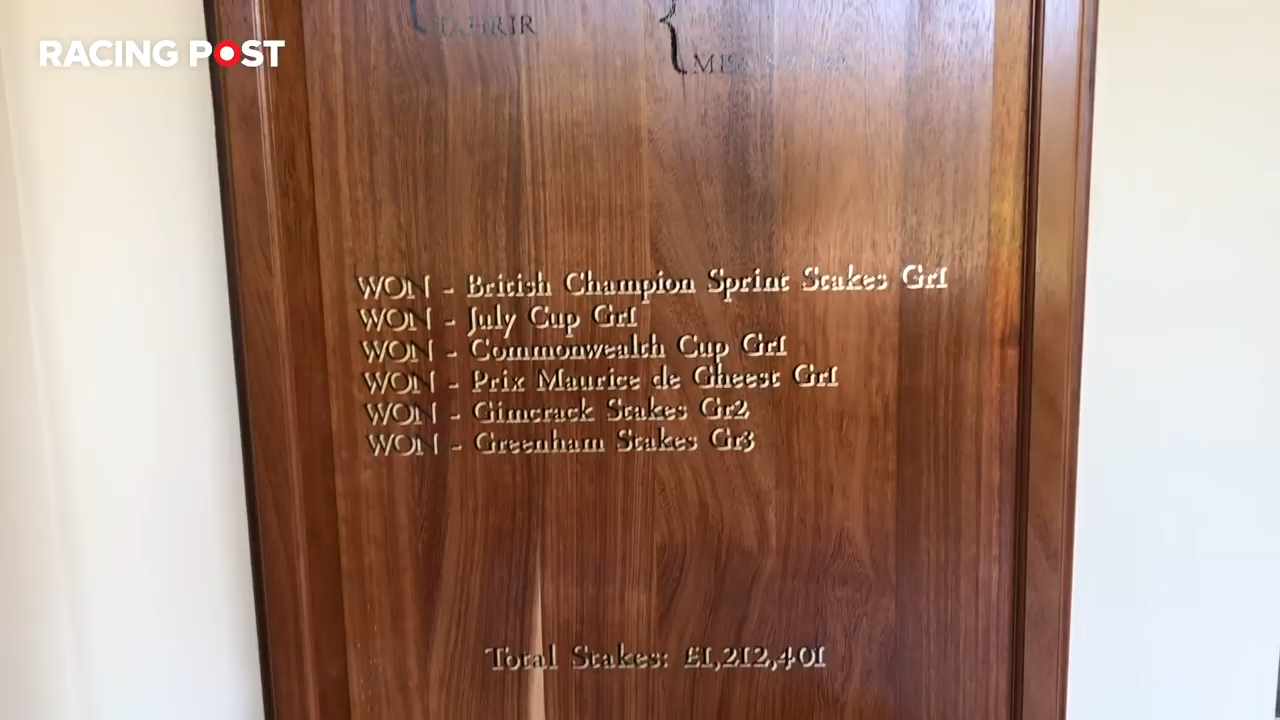 RACING POST
TAHRIR
WON - British Champion Sprint Stakes Gr1
WON - July Cup Gr1
WON - Commonwealth Cup Gr1
WON - Prix Maurice de Gheest Gr1
WON - Gimcrack Stakes Gr2
WON - Greenham Stakes Gr3
Total Stakes: £1,212,401